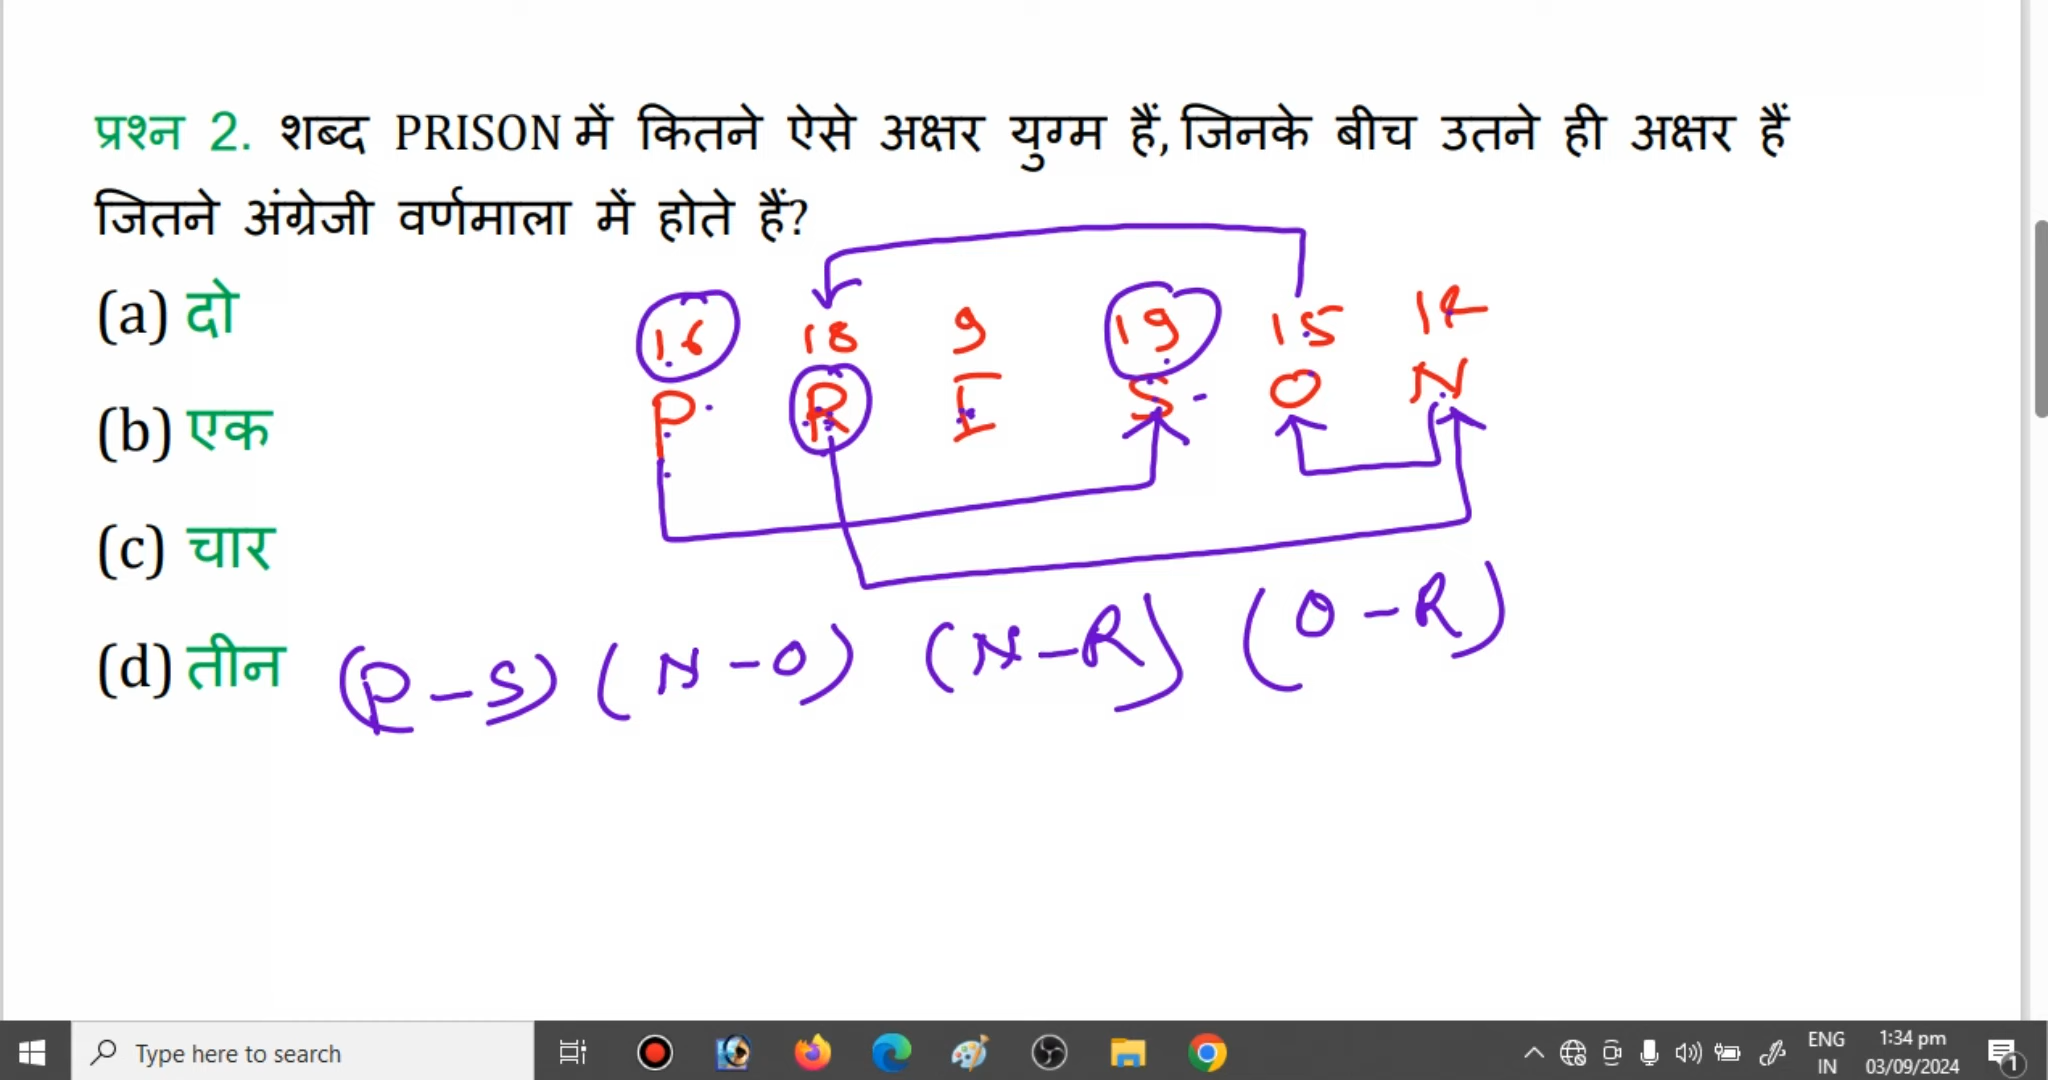 प्रश्न 2. शब्द PRISON में कितने ऐसे अक्षर युग्म हैं, जिनके बीच उतने ही अक्षर हैं
जितने अंग्रेजी वर्णमाला में होते हैं?
(a) दो
16 18 9 19 15 14
P R I S O N
(b) एक
(c) चार
(d) तीन (P-S) (N-O) (N-R) (O-R)
Type here to search
ENG
IN
1:34 pm
03/09/2024
1